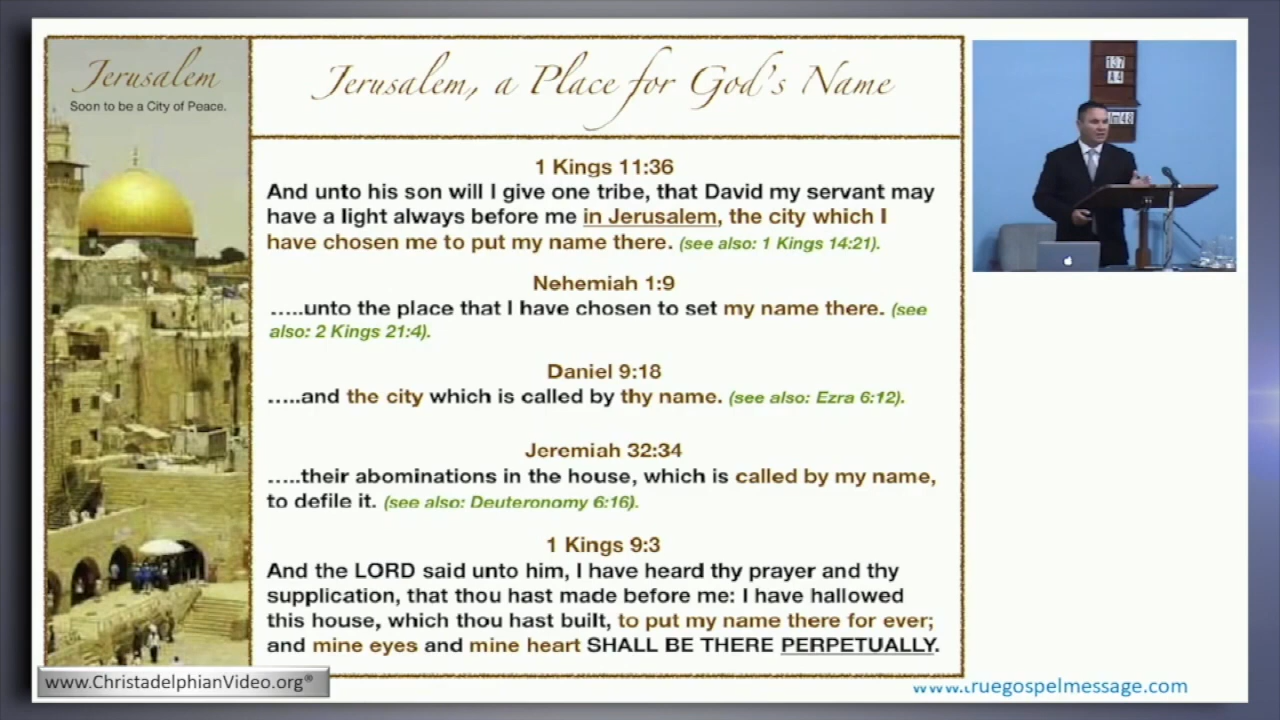 Jerusalem
Soon to be a City of Peace.
Jerusalem, a Place for God's Name
1 Kings 11:36
And unto his son will I give one tribe, that David my servant may
have a light always before me in Jerusalem, the city which I
have chosen me to put my name there. (see also: 1 Kings 14:21).
Nehemiah 1:9
.....unto the place that I have chosen to set my name there. (see
also: 2 Kings 21:4).
Daniel 9:18
.....and the city which is called by thy name. (see also: Ezra 6:12).
Jeremiah 32:34
.....their abominations in the house, which is called by my name,
to defile it. (see also: Deuteronomy 6:16).
1 Kings 9:3
And the LORD said unto him, I have heard thy prayer and thy
supplication, that thou hast made before me: I have hallowed
this house, which thou hast built, to put my name there for ever;
and mine eyes and mine heart SHALL BE THERE PERPETUALLY.
137
44
www.ChristadelphianVideo.org®
www.truegospelmessage.com